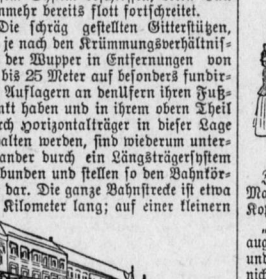 nmehr bereits flott fortschreitet.
Die schräg gestellten Gitterstützen,
je nach den Krümmungsverhältnis-
der Wupper in Entfernungen von
bis 25 Meter auf besonders fundir-
Auflagern an denUfern ihren Fuß-
nkt haben und in ihrem obern Theil
rch Horizontalträger in dieser Lage
alten werden, sind wiederum unter-
ander durch ein Längsträgersystem
bunden und stellen so den Bahnkör-
dar. Die ganze Bahnstrecke ist etwa
Kilometer lang; auf einer kleinern